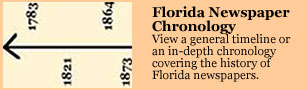 1783
1864
1821
1873
Florida Newspaper
Chronology
View a general timeline or
an in-depth chronology
covering the history of
Florida newspapers.